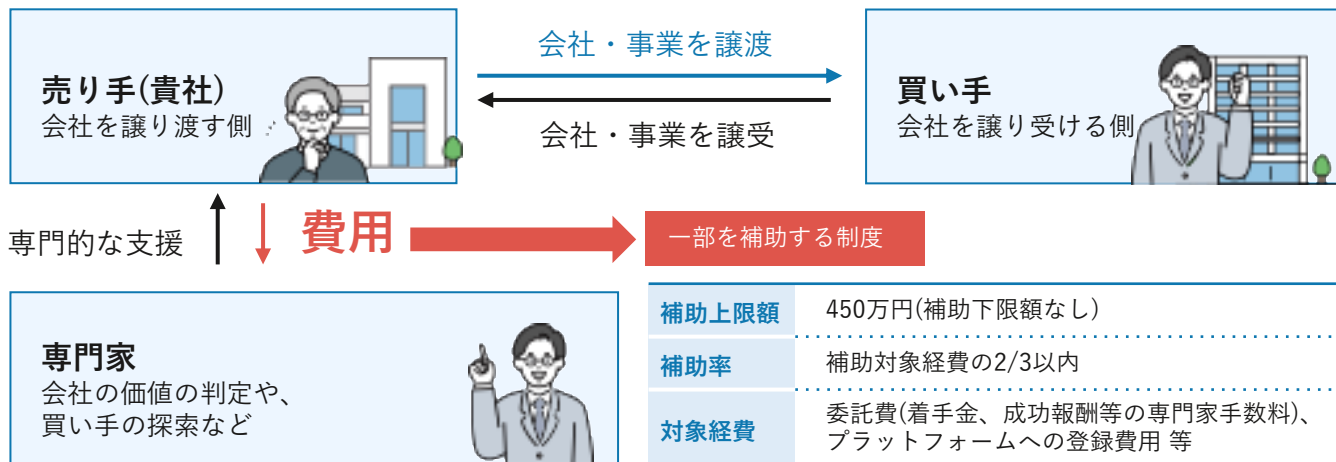 会社・事業を譲渡
売り手(貴社)
会社を譲り渡す側
買い手
会社を譲り受ける側
会社・事業を譲受
専門的な支援
費用
一部を補助する制度
専門家
会社の価値の判定や、
買い手の探索など
補助上限額 450万円(補助下限額なし)
補助率 補助対象経費の2/3以内
対象経費 委託費(着手金、成功報酬等の専門家手数料)、
プラットフォームへの登録費用 等